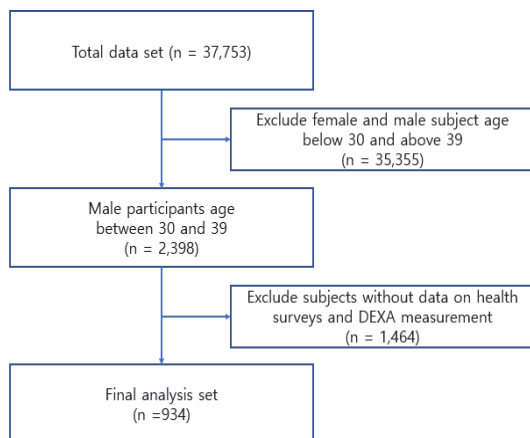 Total data set (n = 37,753)
Exclude female and male subject age
below 30 and above 39
(n = 35,355)
Male participants age
between 30 and 39
(n = 2,398)
Exclude subjects without data on health
surveys and DEXA measurement
(n = 1,464)
Final analysis set
(n =934)